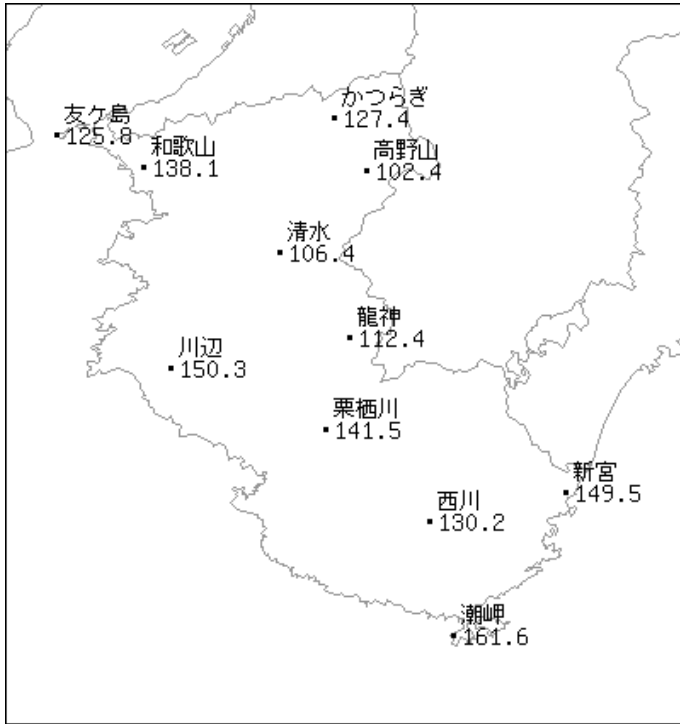 友ケ島
125.8
和歌山
138.1
かつらぎ
127.4
高野山
102.4
清水
106.4
龍神
112.4
川辺
150.3
栗栖川
141.5
新宮
149.5
西川
130.2
潮岬
161.6